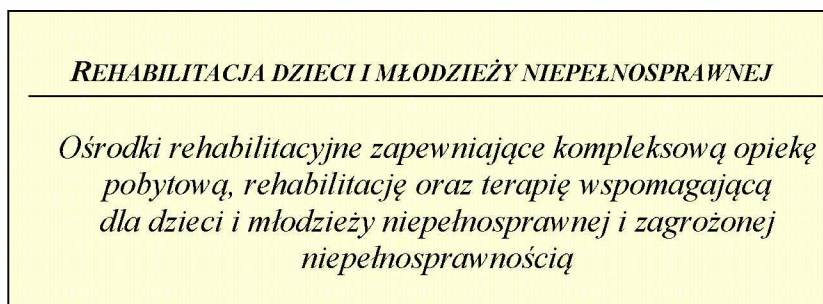 REHABILITACJA DZIECI I MŁODZIEŻY NIEPEŁNOSPRAWNEJ
Ośrodki rehabilitacyjne zapewniające kompleksową opiekę
pobytową, rehabilitację oraz terapię wspomagającą
dla dzieci i młodzieży niepełnosprawnej i zagrożonej
niepełnosprawnością